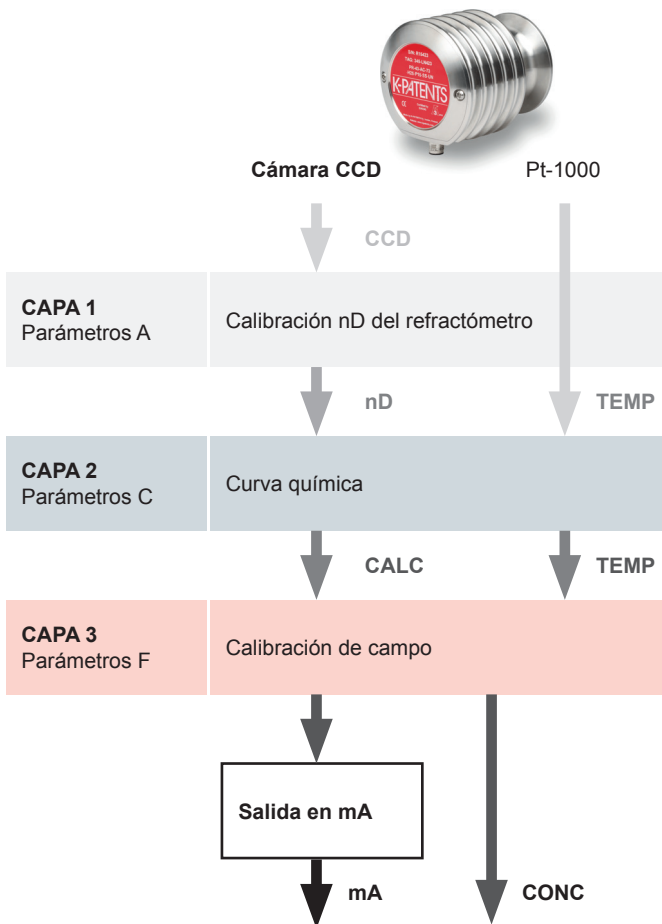 K-PATENTS
Cámara CCD
Pt-1000
CCD
CAPA 1
Parámetros A
Calibración nD del refractómetro
nD
TEMP
CAPA 2
Parámetros C
Curva química
CALC
TEMP
CAPA 3
Parámetros F
Calibración de campo
Salida en mA
mA
CONC